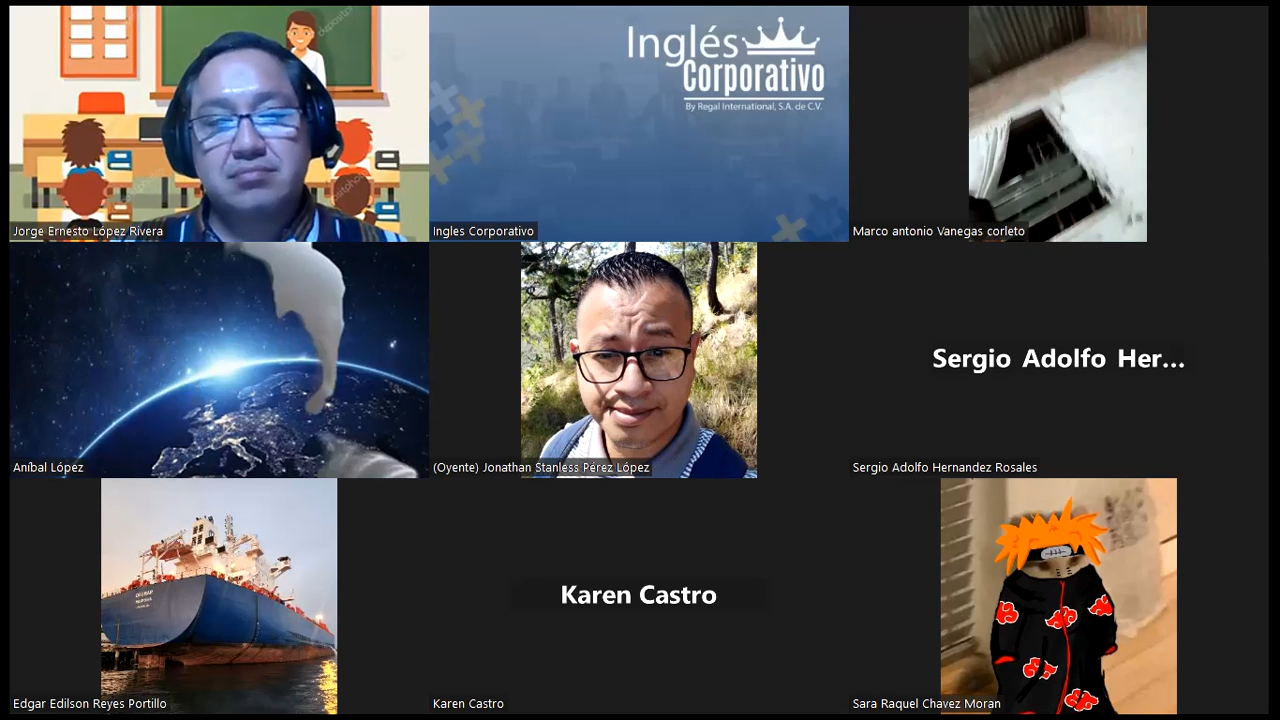 Inglés
Corporativo
By Regal International, S.A. de C.V.
Jorge Ernesto López Rivera
Ingles Corporativo
Marco antonio Vanegas corleto
Sergio Adolfo Her...
Aníbal López
(Oyente) Jonathan Stanless Pérez López
Sergio Adolfo Hernandez Rosales
Karen Castro
Edgar Edilson Reyes Portillo
Karen Castro
Sara Raquel Chavez Moran